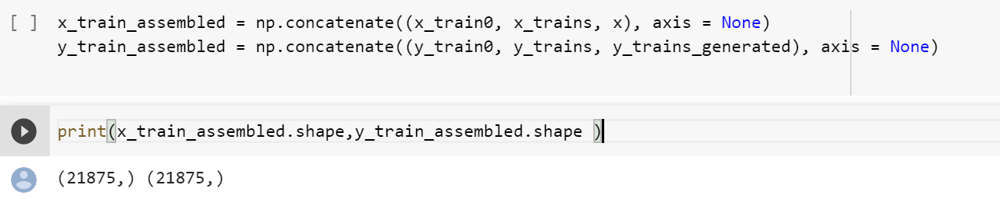 [ ] x_train_assembled = np.concatenate((x_train0, x_trains, x), axis = None)
y_train_assembled = np.concatenate((y_train0, y_trains, y_trains_generated), axis = None)
print(x_train_assembled.shape,y_train_assembled.shape )
(21875,) (21875,)